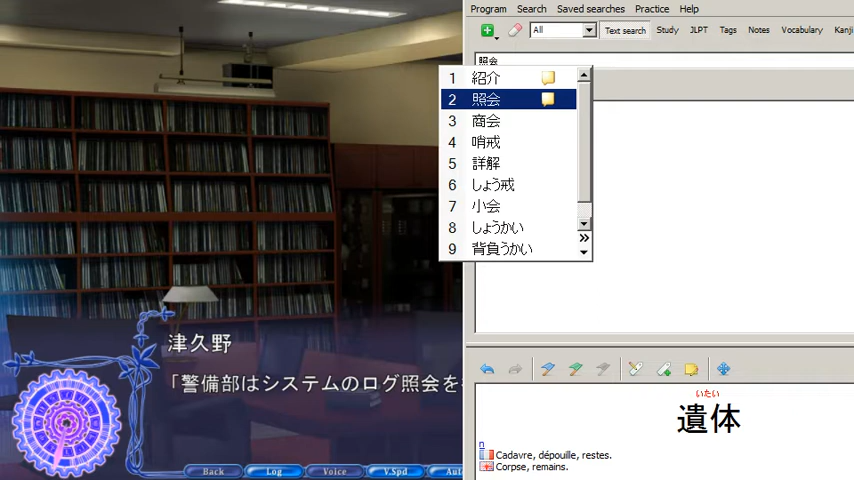 Program Search Saved searches Practice Help
All Text search Study JLPT Tags Notes Vocabulary Kanji
照会
1 紹介
2 照会
3 商会
4 哨戒
5 詳解
6 しょう戒
7 小会
8 しょうかい
9 背負うかい
津久野
「警備部はシステムのログ照会を
Back Log Voice V.Spd Aut
いたい
遺体
n
Cadavre, dépouille, restes.
Corpse, remains.